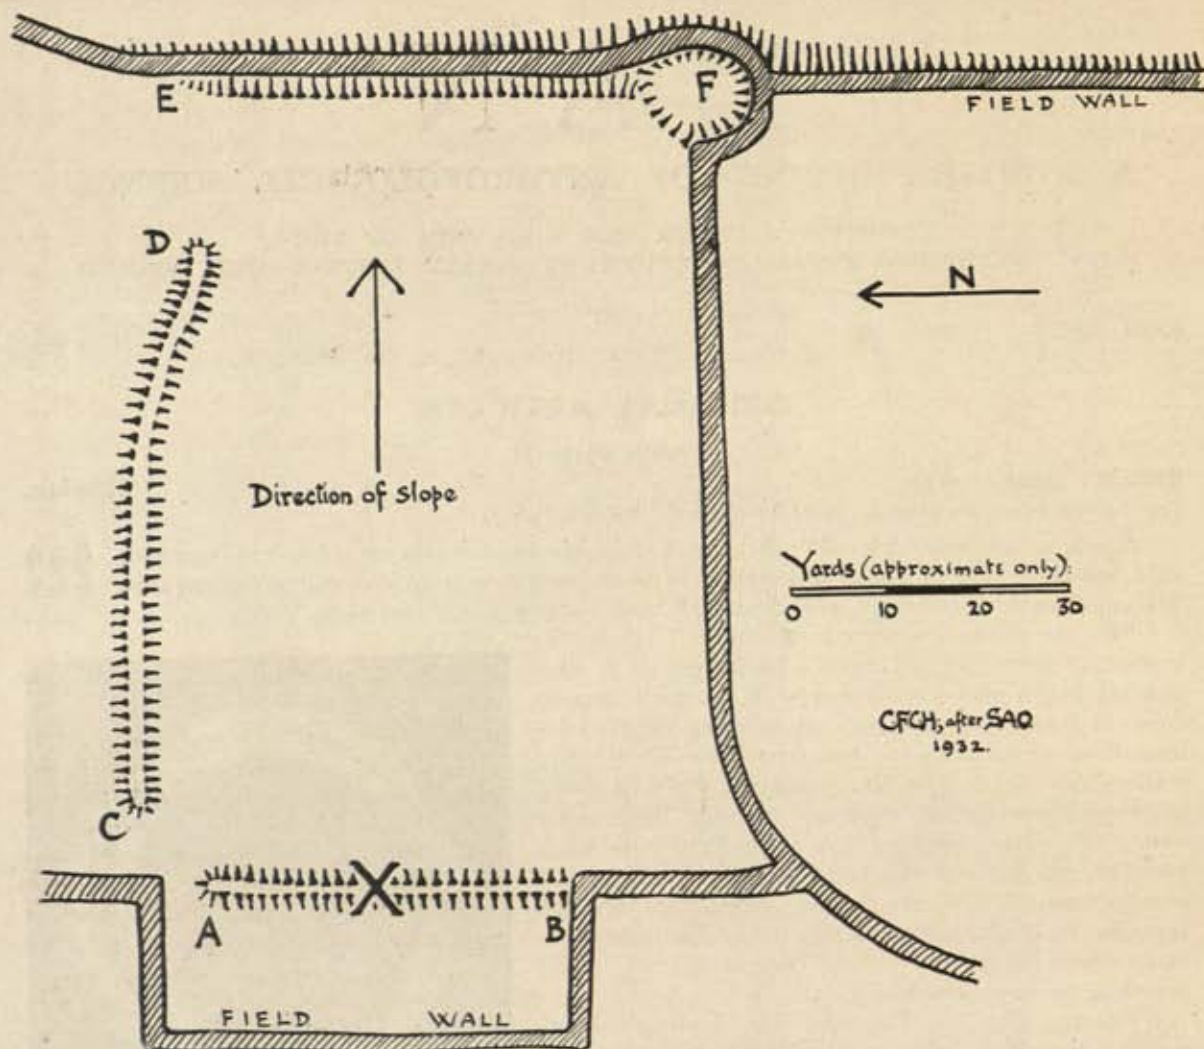 E
F
FIELD WALL
D
N
Direction of Slope
Yards (approximate only).
0 10 20 30
CFCH, after SAO
1932.
C
X
A
B
FIELD WALL